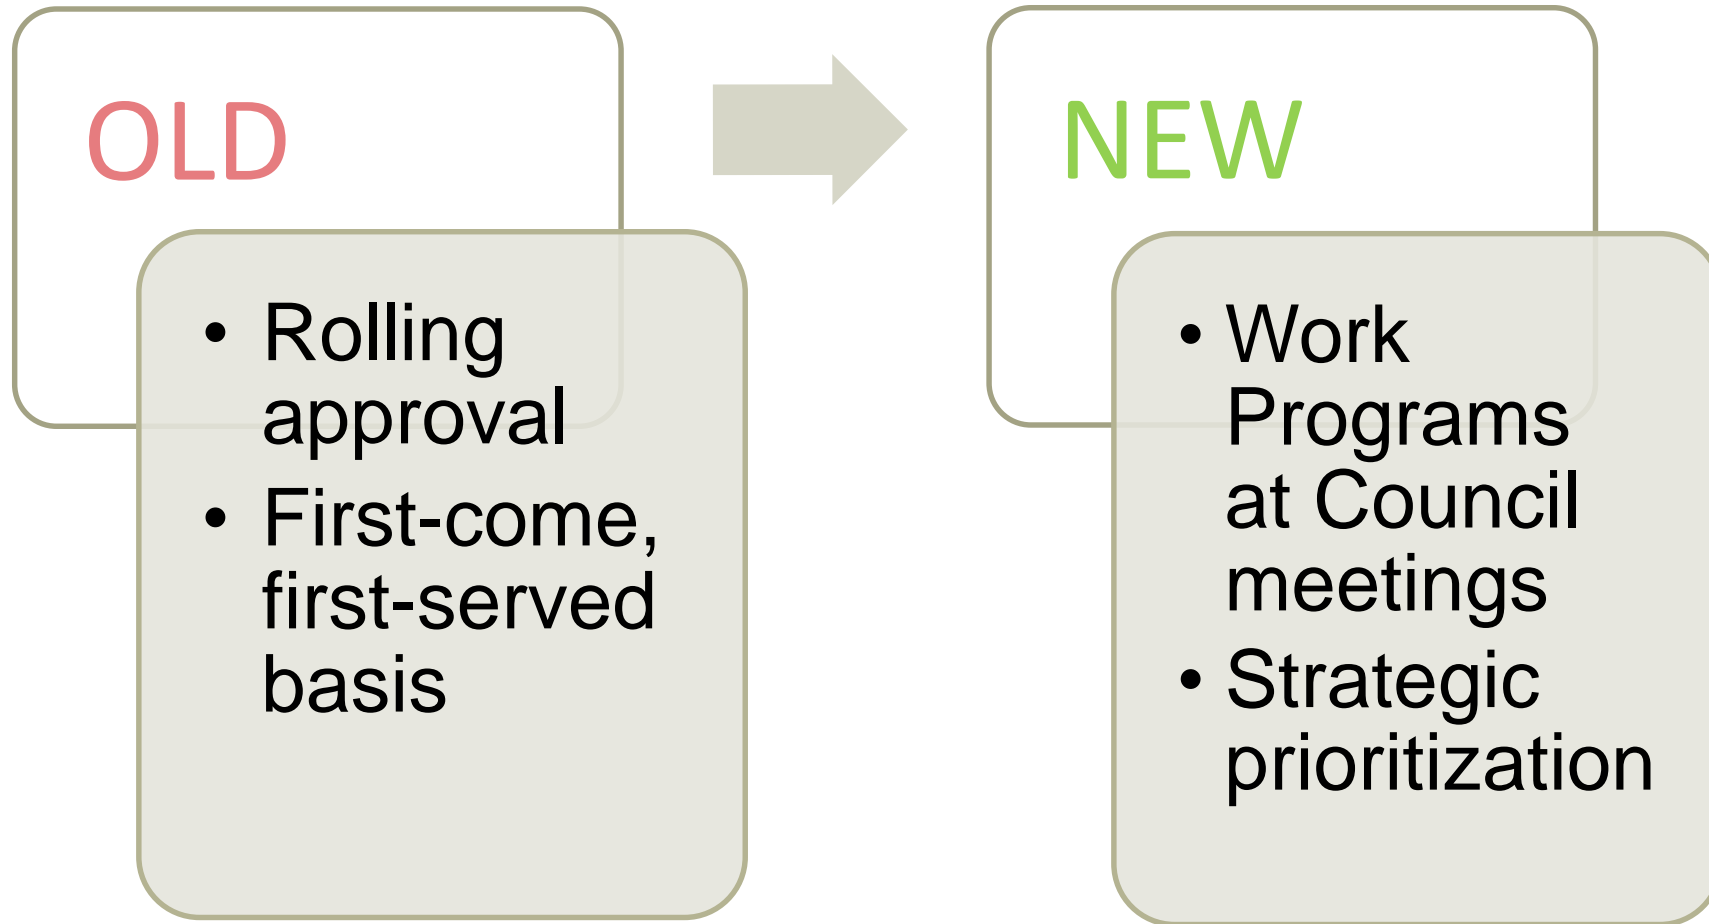 OLD
• Rolling
approval
• First-come,
first-served
basis
NEW
• Work
Programs
at Council
meetings
• Strategic
prioritization